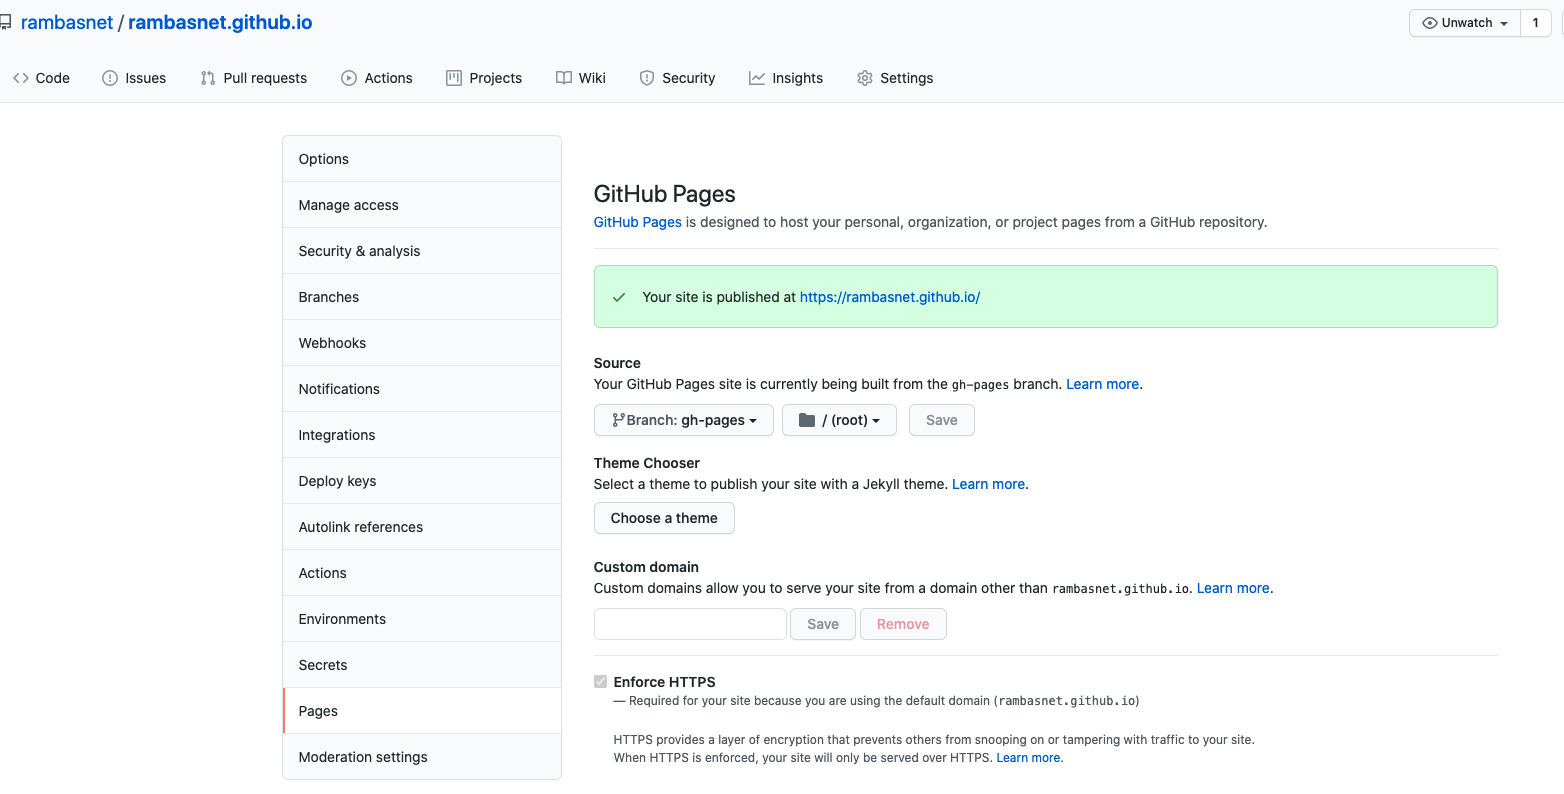 rambasnet / rambasnet.github.io
Unwatch 1
Code Issues Pull requests Actions Projects Wiki Security Insights Settings
Options
Manage access
Security & analysis
Branches
Webhooks
Notifications
Integrations
Deploy keys
Autolink references
Actions
Environments
Secrets
Pages
Moderation settings
GitHub Pages
GitHub Pages is designed to host your personal, organization, or project pages from a GitHub repository.
Your site is published at https://rambasnet.github.io/
Source
Your GitHub Pages site is currently being built from the gh-pages branch. Learn more.
Branch: gh-pages / (root) Save
Theme Chooser
Select a theme to publish your site with a Jekyll theme. Learn more.
Choose a theme
Custom domain
Custom domains allow you to serve your site from a domain other than rambasnet.github.io. Learn more.
Save Remove
Enforce HTTPS
— Required for your site because you are using the default domain (rambasnet.github.io)
HTTPS provides a layer of encryption that prevents others from snooping on or tampering with traffic to your site.
When HTTPS is enforced, your site will only be served over HTTPS. Learn more.